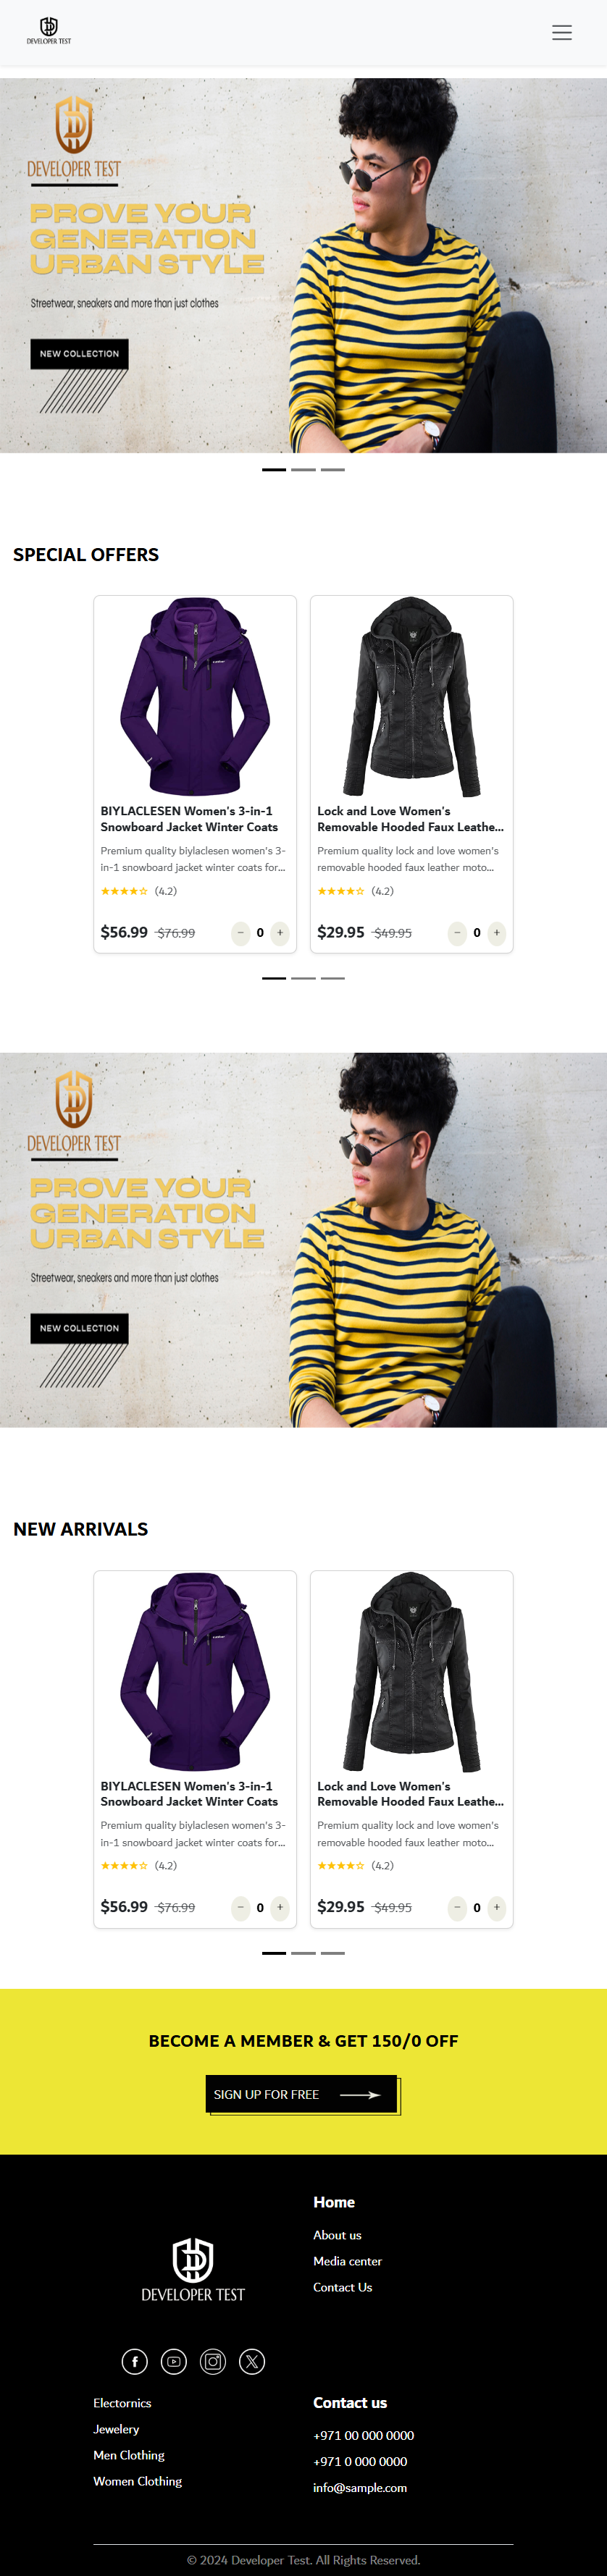 DEVELOPER TEST
DEVELOPER TEST
PROVE YOUR
GENERATION
URBAN STYLE
Streetwear, sneakers and more than just clothes
NEW COLLECTION
SPECIAL OFFERS
BIYLACLESEN Women's 3-in-1
Snowboard Jacket Winter Coats
Premium quality biylaclesen women's 3-
in-1 snowboard jacket winter coats for...
★★★★☆ (4.2)
$56.99 $76.99 − 0 +
Lock and Love Women's
Removable Hooded Faux Leathe...
Premium quality lock and love women's
removable hooded faux leather moto...
★★★★☆ (4.2)
$29.95 $49.95 − 0 +
DEVELOPER TEST
PROVE YOUR
GENERATION
URBAN STYLE
Streetwear, sneakers and more than just clothes
NEW COLLECTION
NEW ARRIVALS
BIYLACLESEN Women's 3-in-1
Snowboard Jacket Winter Coats
Premium quality biylaclesen women's 3-
in-1 snowboard jacket winter coats for...
★★★★☆ (4.2)
$56.99 $76.99 − 0 +
Lock and Love Women's
Removable Hooded Faux Leathe...
Premium quality lock and love women's
removable hooded faux leather moto...
★★★★☆ (4.2)
$29.95 $49.95 − 0 +
BECOME A MEMBER & GET 150/0 OFF
SIGN UP FOR FREE
DEVELOPER TEST
Home
About us
Media center
Contact Us
Electornics
Jewelery
Men Clothing
Women Clothing
Contact us
+971 00 000 0000
+971 0 000 0000
info@sample.com
© 2024 Developer Test. All Rights Reserved.